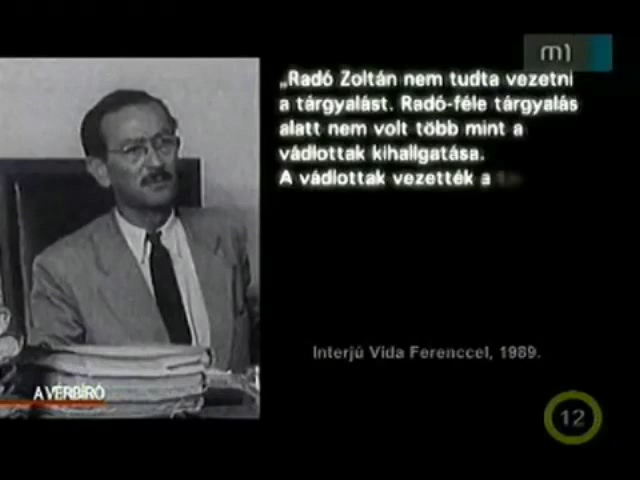 m1
„Radó Zoltán nem tudta vezetni
a tárgyalást. Radó-féle tárgyalás
alatt nem volt több mint a
vádlottak kihallgatása.
A vádlottak vezették a
Interjú Vida Ferenccel, 1989.
A VÉRBÍRÓ
12